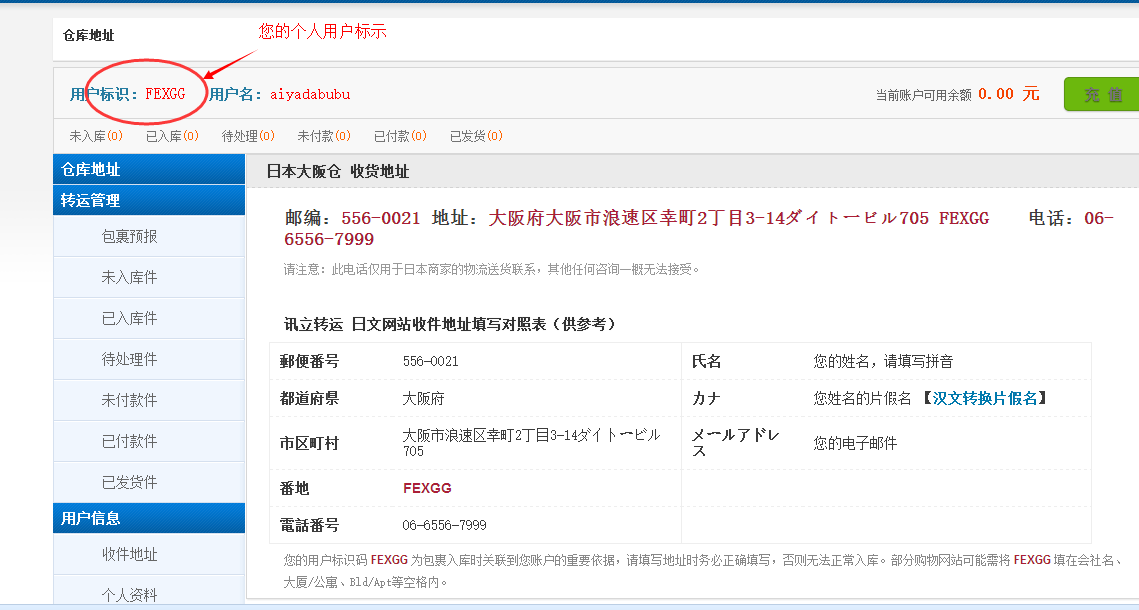 仓库地址
您的个人用户标示
用户标识：FEXGG 用户名：aiyadabubu
当前账户可用余额 0.00 元
充 值
未入库(0) 已入库(0) 待处理(0) 未付款(0) 已付款(0) 已发货(0)
仓库地址
转运管理
包裹预报
未入库件
已入库件
待处理件
未付款件
已付款件
已发货件
用户信息
收件地址
个人资料
日本大阪仓 收货地址
邮编：556-0021 地址：大阪府大阪市浪速区幸町2丁目3-14ダイトービル705 FEXGG 电话：06-
6556-7999
请注意：此电话仅用于日本商家的物流送货联系，其他任何咨询一概无法接受。
讯立转运 日文网站收件地址填写对照表（供参考）
郵便番号 556-0021 氏名 您的姓名，请填写拼音
都道府県 大阪府 カナ 您姓名的片假名 【汉文转换片假名】
市区町村 大阪市浪速区幸町2丁目3-14ダイトービル
705
メールアドレ
ス
您的电子邮件
番地 FEXGG
電話番号 06-6556-7999
您的用户标识码 FEXGG 为包裹入库时关联到您账户的重要依据，请填写地址时务必正确填写，否则无法正常入库。部分购物网站可能需将 FEXGG 填在会社名、
大厦/公寓、Bld/Apt等空格内。